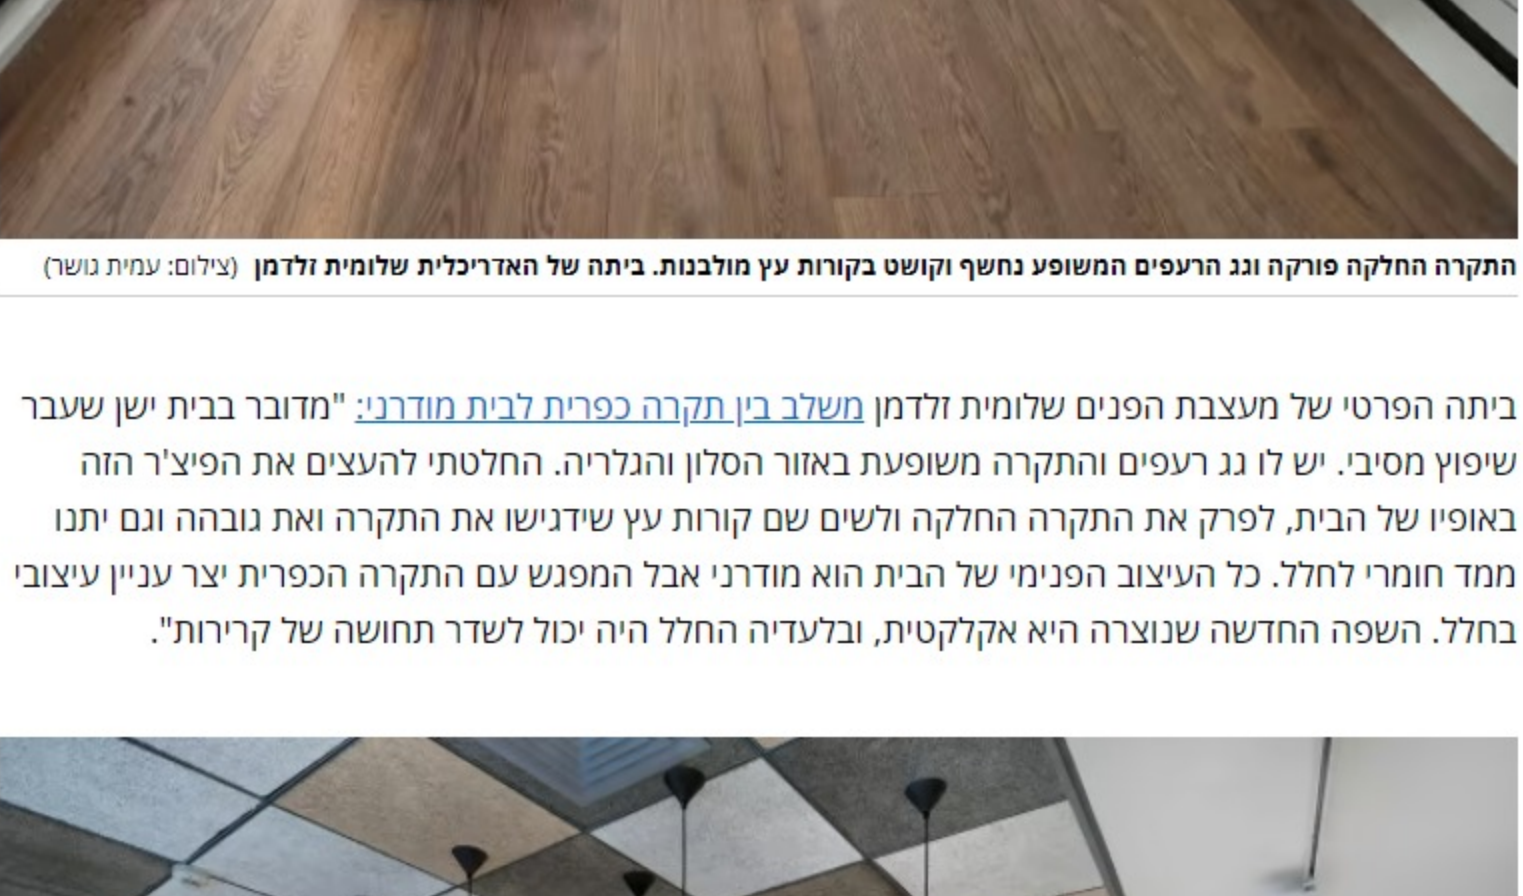 התקרה החלקה פורקה וגג הרעפים המשופע נחשף וקושט בקורות עץ מולבנות. ביתה של האדריכלית שלומית זלדמן (צילום: עמית גושר)
ביתה הפרטי של מעצבת הפנים שלומית זלדמן משלב בין תקרה כפרית לבית מודרני: "מדובר בבית ישן שעבר
שיפוץ מסיבי. יש לו גג רעפים והתקרה משופעת באזור הסלון והגלריה. החלטתי להעצים את הפיצ'ר הזה
באופיו של הבית, לפרק את התקרה החלקה ולשים שם קורות עץ שידגישו את התקרה ואת גובהה וגם יתנו
ממד חומרי לחלל. כל העיצוב הפנימי של הבית הוא מודרני אבל המפגש עם התקרה הכפרית יצר עניין עיצובי
בחלל. השפה החדשה שנוצרה היא אקלקטית, ובלעדיה החלל היה יכול לשדר תחושה של קרירות".